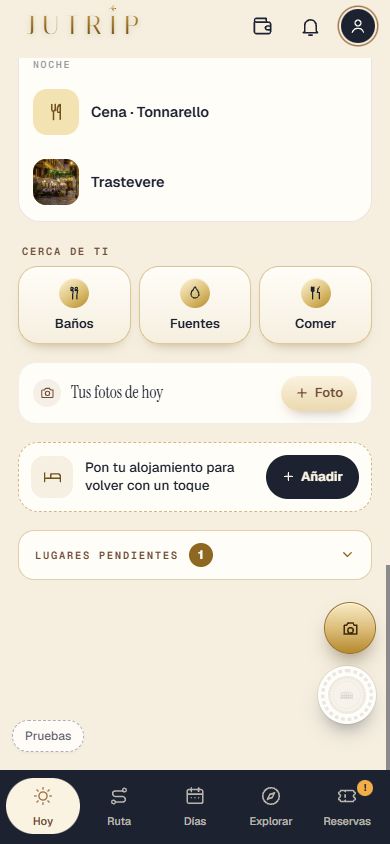 JUTRIP
NOCHE
Cena · Tonnarello
Trastevere
CERCA DE TI
Baños
Fuentes
Comer
Tus fotos de hoy
+ Foto
Pon tu alojamiento para
volver con un toque
+ Añadir
LUGARES PENDIENTES 1
Pruebas
Hoy
Ruta
Días
Explorar
!
Reservas